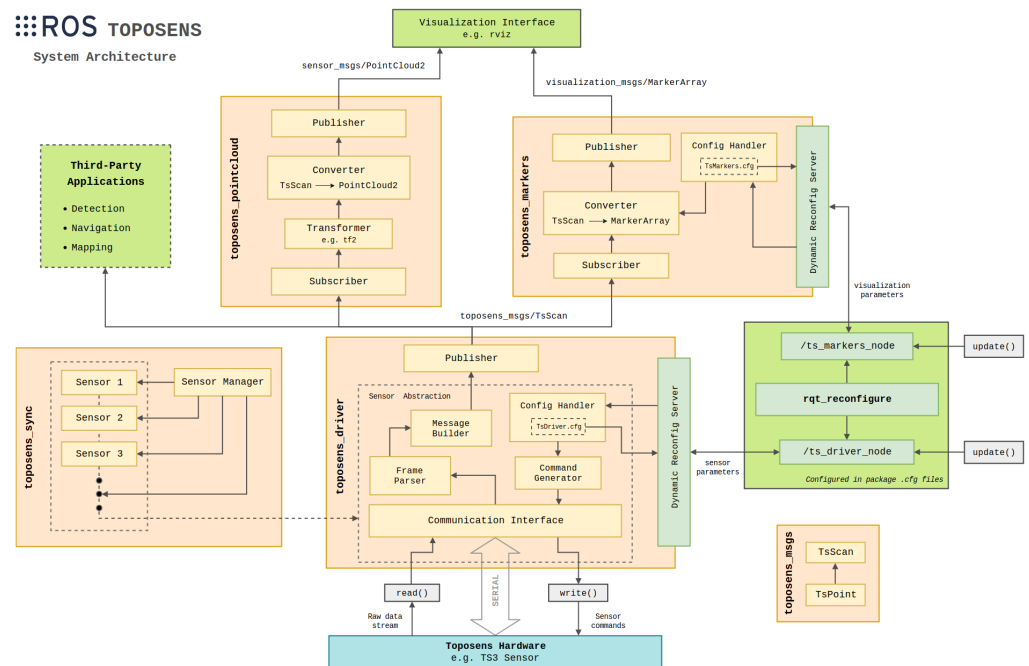 ROS TOPOSENS
System Architecture
Visualization Interface
e.g. rviz
sensor_msgs/PointCloud2
visualization_msgs/MarkerArray
toposens_pointcloud
Publisher
Converter
TsScan PointCloud2
Transformer
e.g. tf2
Subscriber
toposens_markers
Publisher
Config Handler
TsMarkers.cfg
Converter
TsScan MarkerArray
Subscriber
Dynamic Reconfig Server
Third-Party
Applications
• Detection
• Navigation
• Mapping
visualization
parameters
toposens_msgs/TsScan
toposens_sync
Sensor 1
Sensor 2
Sensor 3
Sensor Manager
toposens_driver
Publisher
Sensor Abstraction
Message
Builder
Config Handler
TsDriver.cfg
Frame
Parser
Command
Generator
Communication Interface
Dynamic Reconfig Server
sensor
parameters
/ts_markers_node
rqt_reconfigure
/ts_driver_node
Configured in package .cfg files
update()
update()
toposens_msgs
TsScan
TsPoint
read()
SERIAL
write()
Raw data
stream
Sensor
commands
Toposens Hardware
e.g. TS3 Sensor